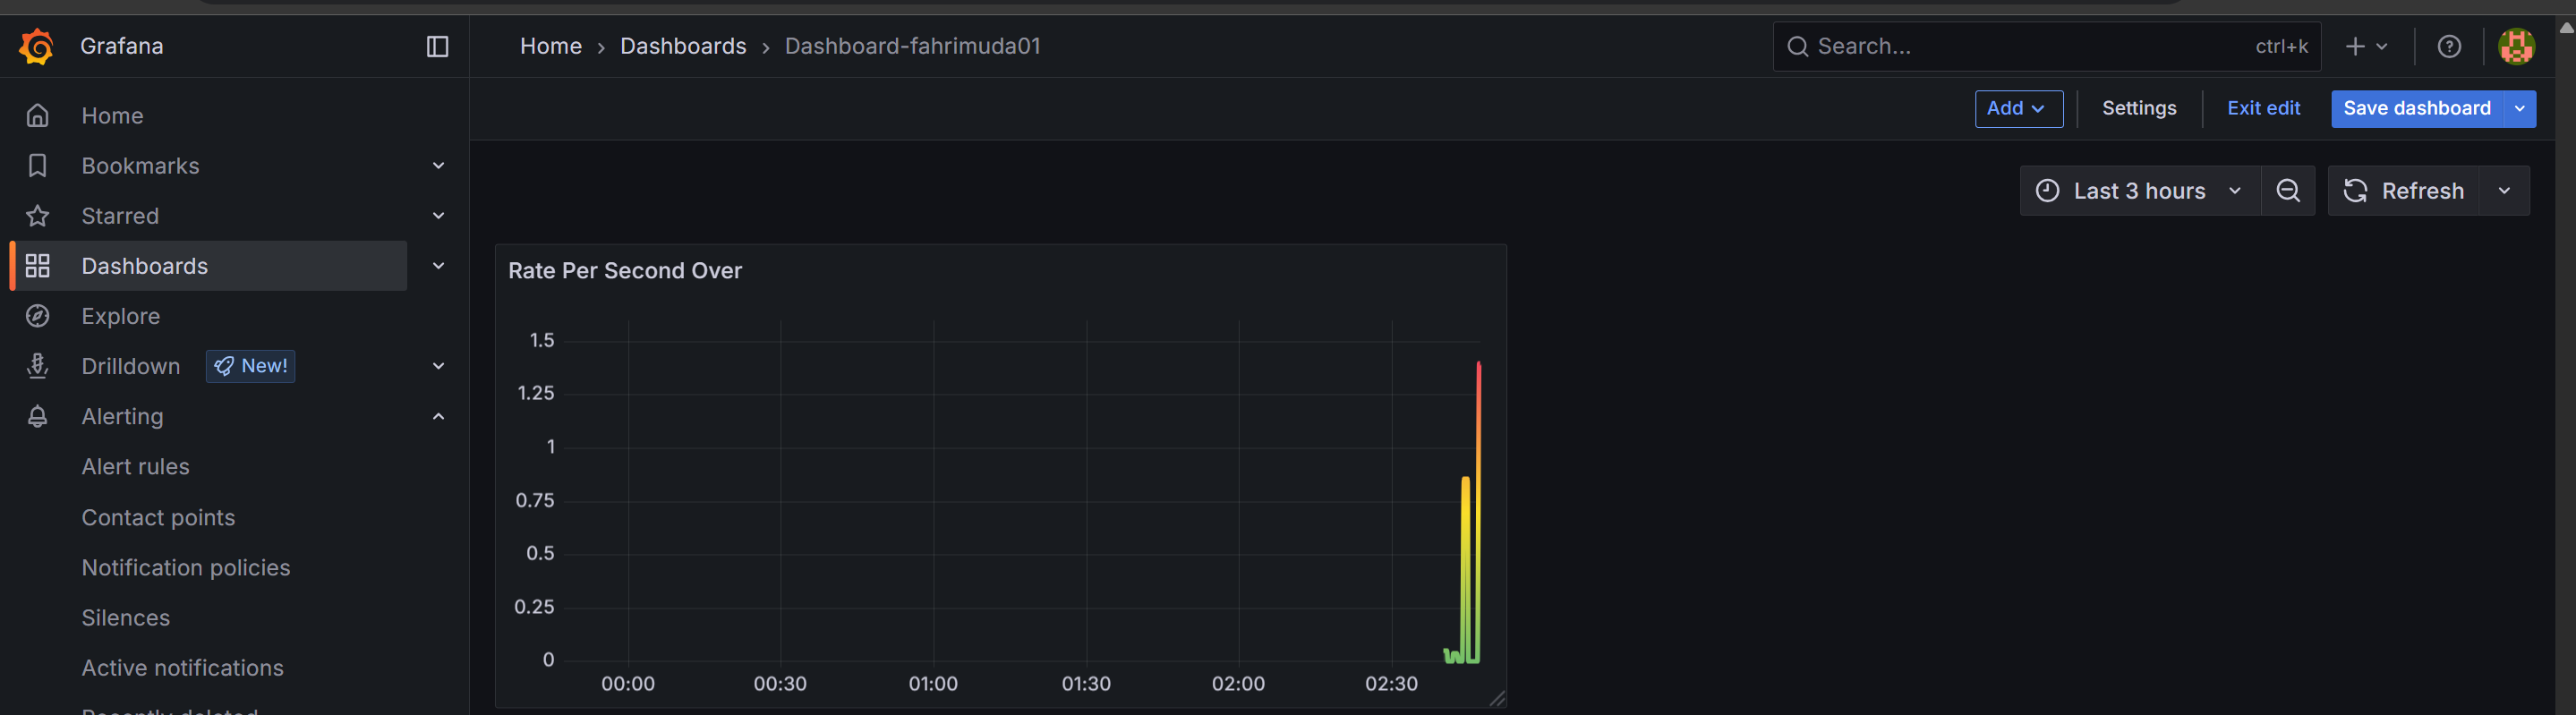 Grafana
Home › Dashboards › Dashboard-fahrimuda01
Search...
ctrl+k
Add
Settings
Exit edit
Save dashboard
Home
Bookmarks
Starred
Dashboards
Explore
Drilldown
New!
Alerting
Alert rules
Contact points
Notification policies
Silences
Active notifications
Recently deleted
Last 3 hours
Refresh
Rate Per Second Over
1.5
1.25
1
0.75
0.5
0.25
0
00:00
00:30
01:00
01:30
02:00
02:30